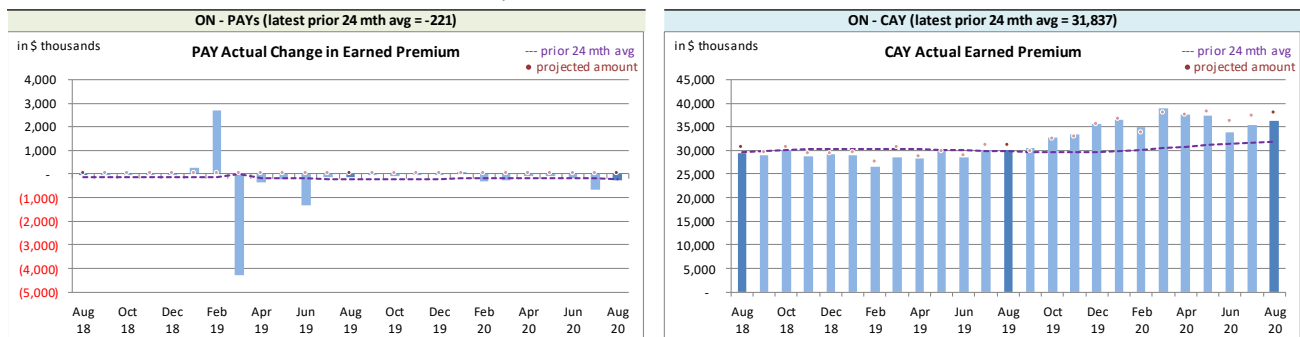 ON - PAYs (latest prior 24 mth avg = -221)
in $ thousands
PAY Actual Change in Earned Premium
--- prior 24 mth avg
• projected amount
4,000
3,000
2,000
1,000
-
(1,000)
(2,000)
(3,000)
(4,000)
(5,000)
Aug Oct Dec Feb Apr Jun Aug Oct Dec Feb Apr Jun Aug
18 18 18 19 19 19 19 19 19 20 20 20 20
ON - CAY (latest prior 24 mth avg = 31,837)
in $ thousands
CAY Actual Earned Premium
--- prior 24 mth avg
• projected amount
45,000
40,000
35,000
30,000
25,000
20,000
15,000
10,000
5,000
-
Aug Oct Dec Feb Apr Jun Aug Oct Dec Feb Apr Jun Aug
18 18 18 19 19 19 19 19 19 20 20 20 20